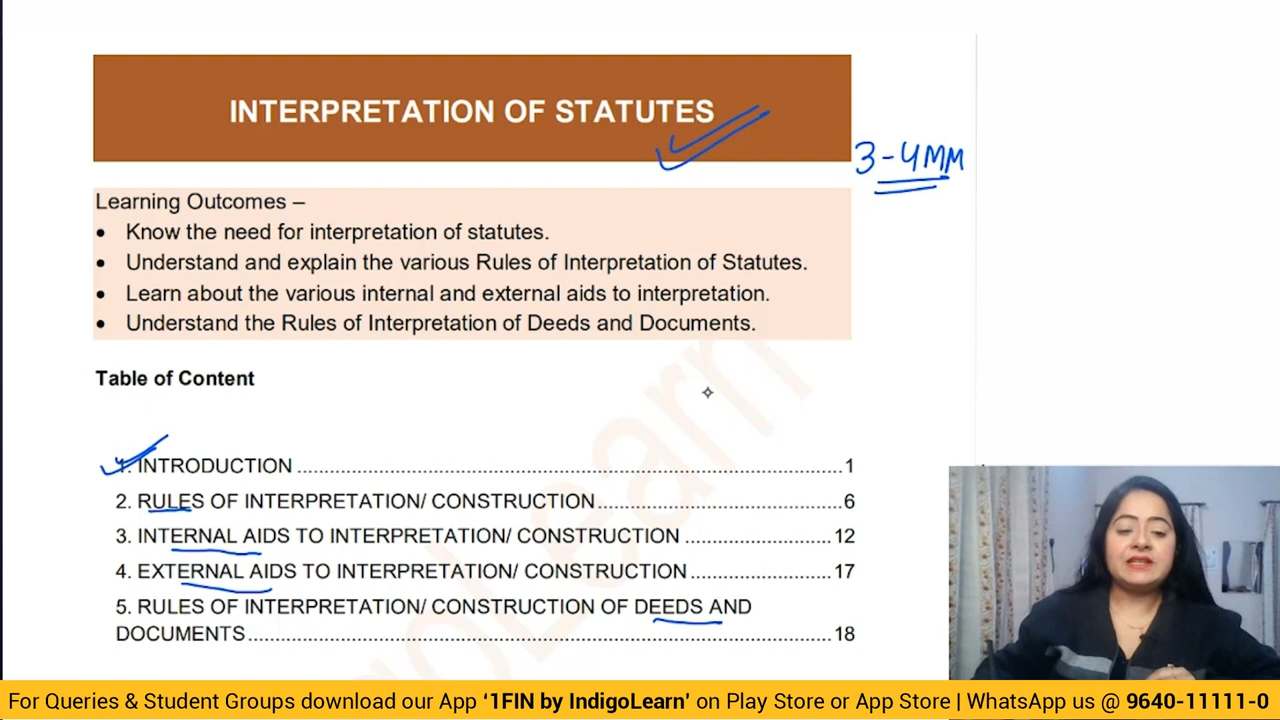 INTERPRETATION OF STATUTES
3-4MM
Learning Outcomes –
• Know the need for interpretation of statutes.
• Understand and explain the various Rules of Interpretation of Statutes.
• Learn about the various internal and external aids to interpretation.
• Understand the Rules of Interpretation of Deeds and Documents.
Table of Content
1. INTRODUCTION ........ 1
2. RULES OF INTERPRETATION/ CONSTRUCTION ........ 6
3. INTERNAL AIDS TO INTERPRETATION/ CONSTRUCTION ........ 12
4. EXTERNAL AIDS TO INTERPRETATION/ CONSTRUCTION ........ 17
5. RULES OF INTERPRETATION/ CONSTRUCTION OF DEEDS AND
DOCUMENTS ........ 18
For Queries & Student Groups download our App ‘1FIN by IndigoLearn’ on Play Store or App Store | WhatsApp us @ 9640-11111-0